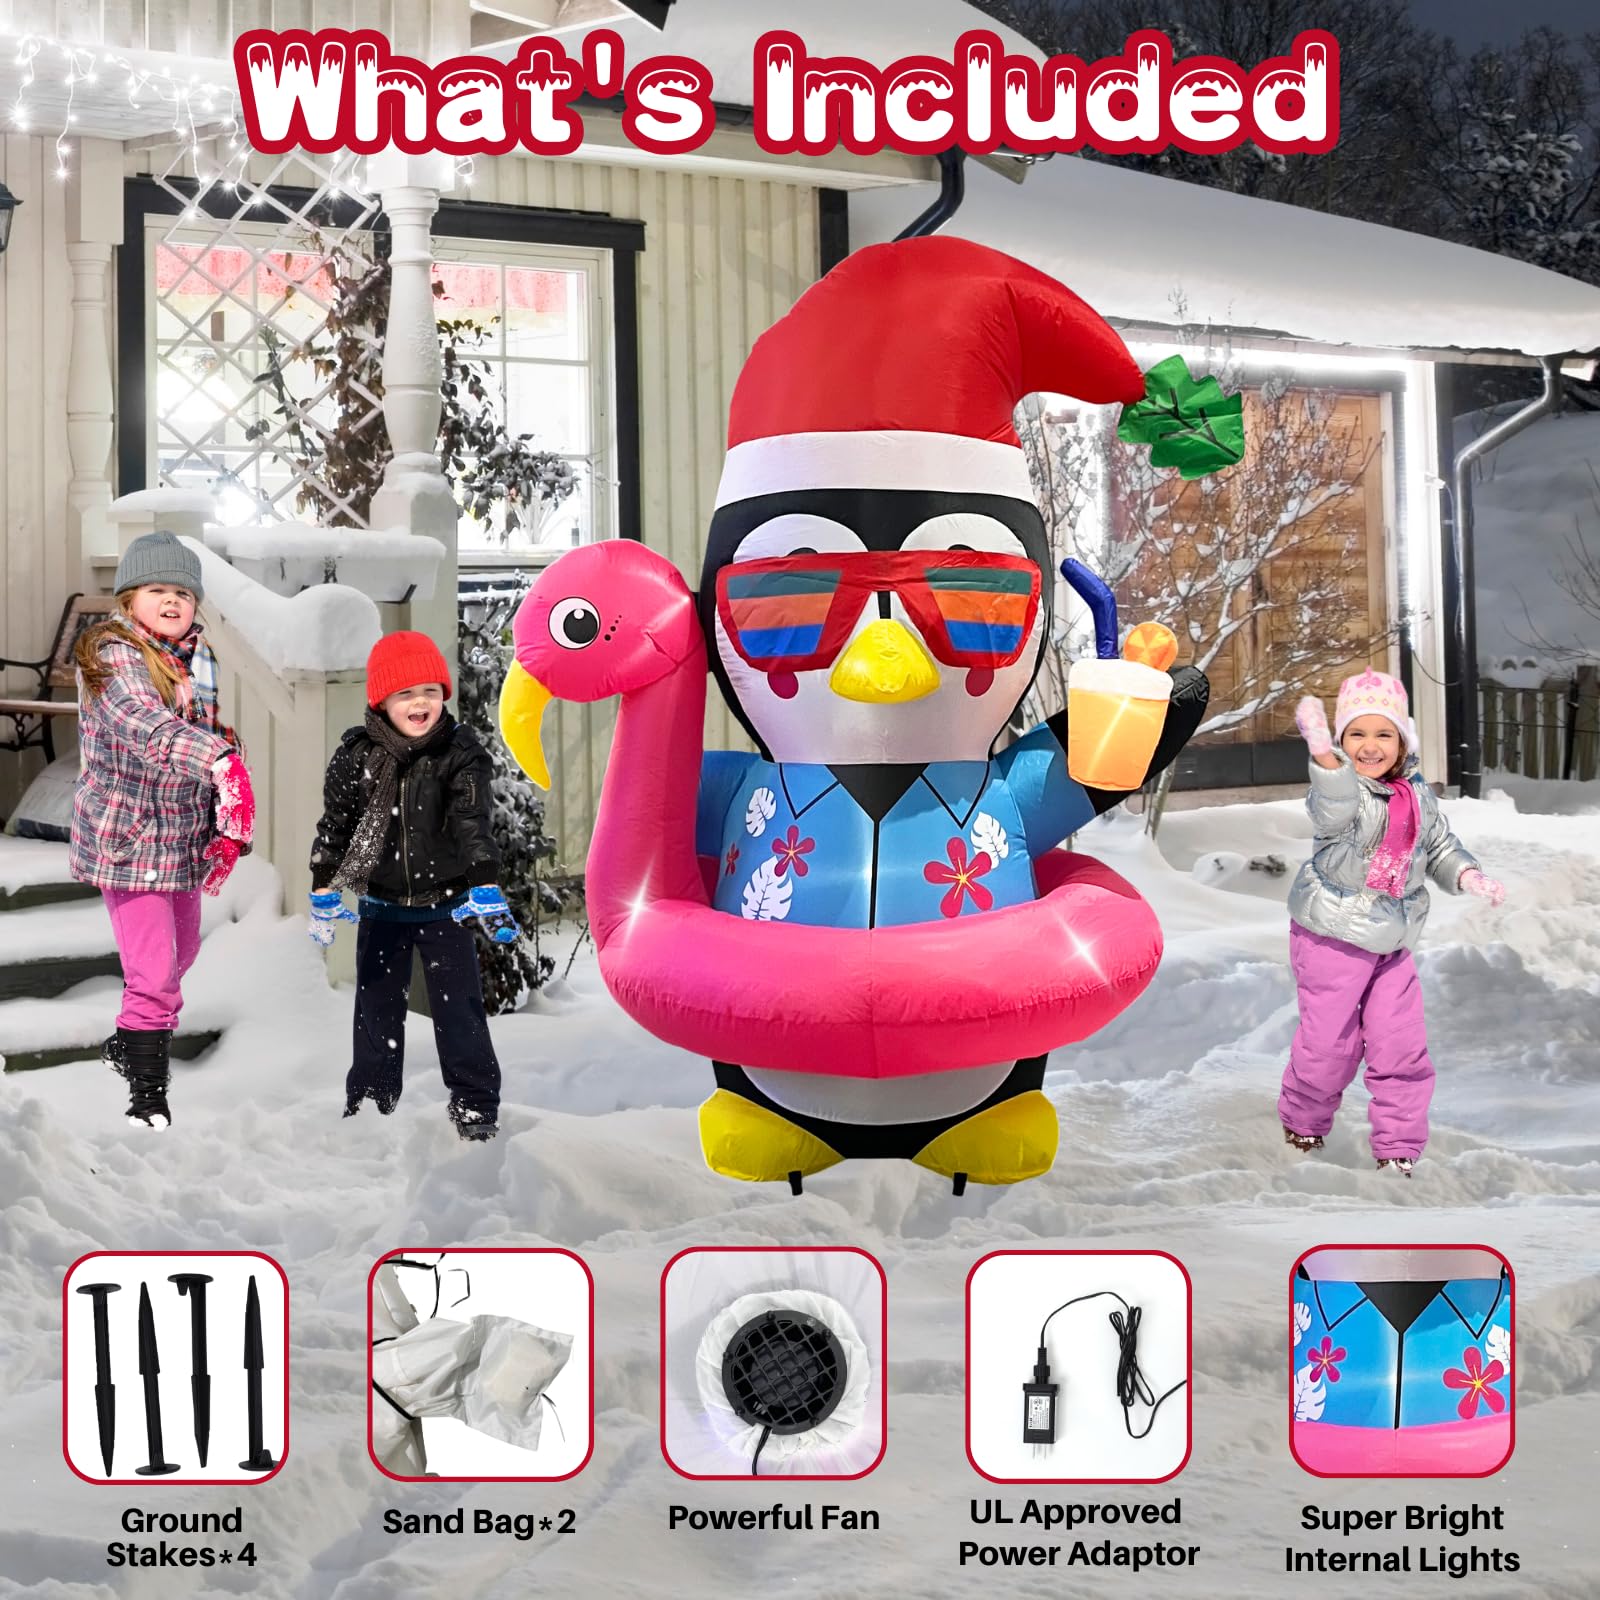 What's Included
Ground
Stakes*4
Sand Bag*2
Powerful Fan
UL Approved
Power Adaptor
Super Bright
Internal Lights